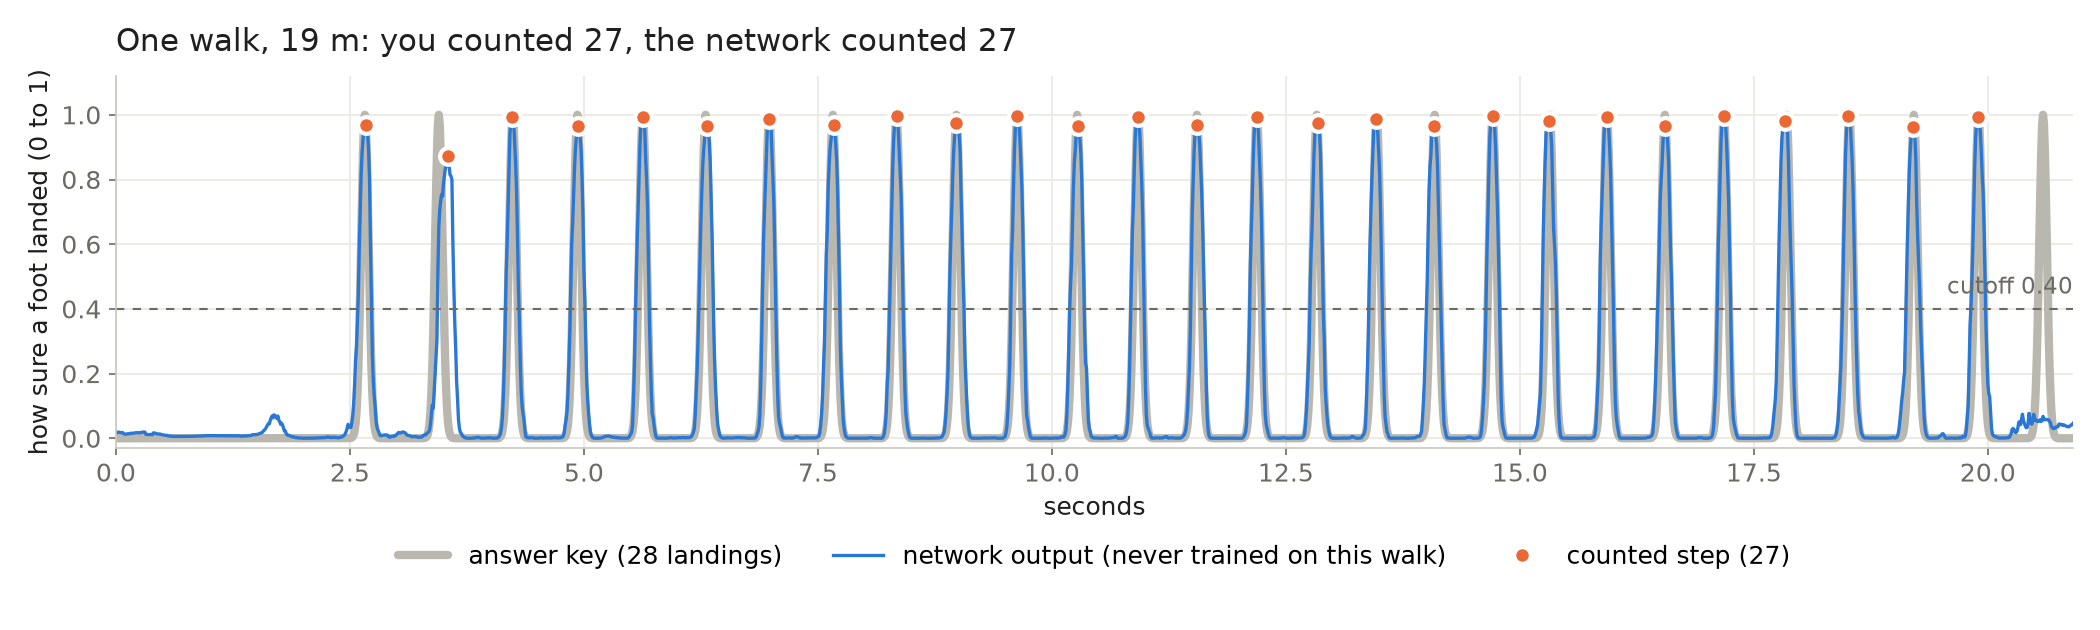 One walk, 19 m: you counted 27, the network counted 27
how sure a foot landed (0 to 1)
1.0
0.8
0.6
0.4
0.2
0.0
cutoff 0.40
0.0 2.5 5.0 7.5 10.0 12.5 15.0 17.5 20.0
seconds
answer key (28 landings) network output (never trained on this walk) counted step (27)